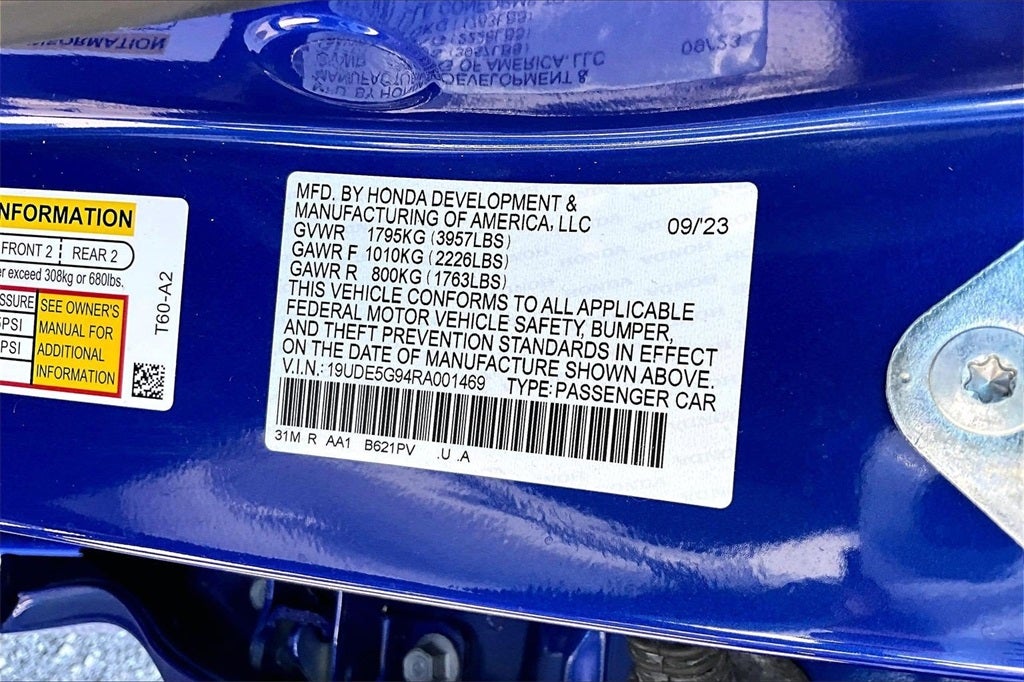 MFD. BY HONDA DEVELOPMENT &
MANUFACTURING OF AMERICA, LLC 09/23
GVWR 1795KG (3957LBS)
GAWR F 1010KG (2226LBS)
GAWR R 800KG (1763LBS)
THIS VEHICLE CONFORMS TO ALL APPLICABLE
FEDERAL MOTOR VEHICLE SAFETY, BUMPER,
AND THEFT PREVENTION STANDARDS IN EFFECT
ON THE DATE OF MANUFACTURE SHOWN ABOVE.
V.I.N.: 19UDE5G94RA001469 TYPE: PASSENGER CAR
31M R AA1 B621PV .U .A
INFORMATION
FRONT 2 REAR 2
exceed 308kg or 680lbs.
SEE OWNER'S
MANUAL FOR
ADDITIONAL
INFORMATION
PSI
PSI
T60-A2